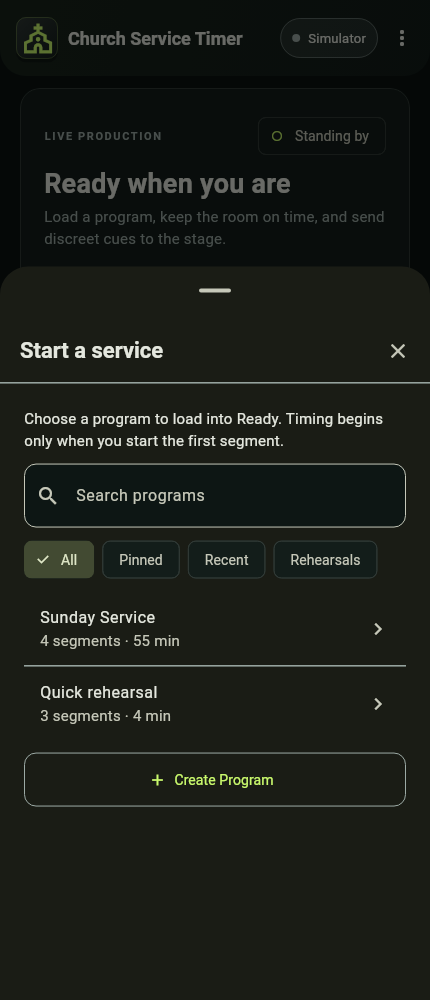 Church Service Timer
Simulator
LIVE PRODUCTION
Standing by
Ready when you are
Load a program, keep the room on time, and send
discreet cues to the stage.
Start a service
Choose a program to load into Ready. Timing begins
only when you start the first segment.
Search programs
All
Pinned
Recent
Rehearsals
Sunday Service
4 segments · 55 min
Quick rehearsal
3 segments · 4 min
Create Program